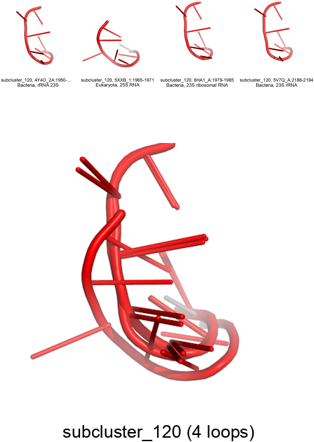 subcluster_120, 4Y4O_2A:1950-...
Bacteria, rRNA 23S
subcluster_120, 5XXB_1:1965-1971
Eukaryota, 25S RNA
subcluster_120, 6HA1_A:1979-1985
Bacteria, 23S ribosomal RNA
subcluster_120, 5V7Q_A:2188-2194
Bacteria, 23S rRNA
subcluster_120 (4 loops)